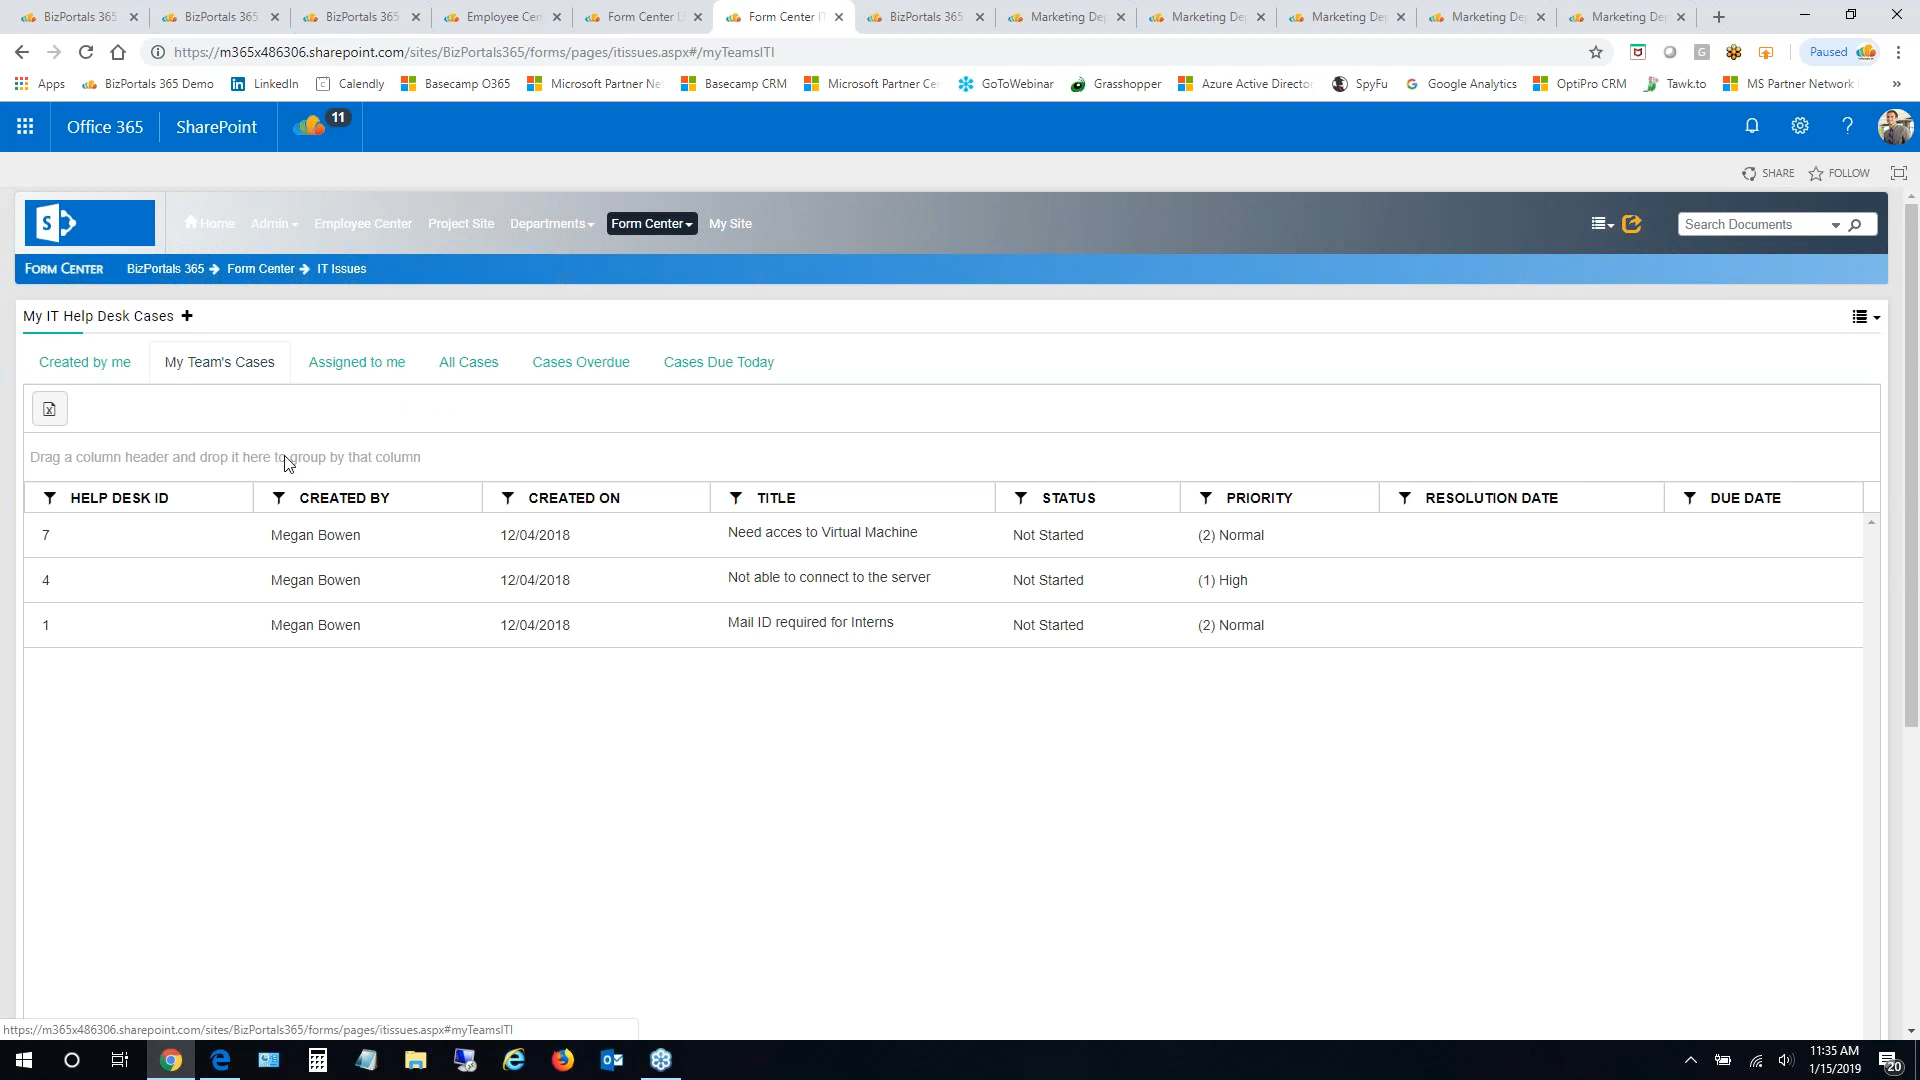 BizPortals 365 BizPortals 365 BizPortals 365 Employee Cen Form Center L Form Center IT BizPortals 365 Marketing Dep Marketing De Marketing De Marketing De Marketing De
https://m365x486306.sharepoint.com/sites/BizPortals365/forms/pages/itissues.aspx#/myTeamsITI Paused
Apps BizPortals 365 Demo LinkedIn Calendly Basecamp O365 Microsoft Partner Ne Basecamp CRM Microsoft Partner Ce GoToWebinar Grasshopper Azure Active Director SpyFu Google Analytics OptiPro CRM Tawk.to MS Partner Network »
Office 365 SharePoint 11 ?
SHARE FOLLOW
S Home Admin Employee Center Project Site Departments Form Center My Site Search Documents
FORM CENTER BizPortals 365 Form Center IT Issues
My IT Help Desk Cases
Created by me My Team's Cases Assigned to me All Cases Cases Overdue Cases Due Today
Drag a column header and drop it here to group by that column
HELP DESK ID CREATED BY CREATED ON TITLE STATUS PRIORITY RESOLUTION DATE DUE DATE
7 Megan Bowen 12/04/2018 Need acces to Virtual Machine Not Started (2) Normal
4 Megan Bowen 12/04/2018 Not able to connect to the server Not Started (1) High
1 Megan Bowen 12/04/2018 Mail ID required for Interns Not Started (2) Normal
https://m365x486306.sharepoint.com/sites/BizPortals365/forms/pages/itissues.aspx#myTeamsITI
11:35 AM
1/15/2019
20